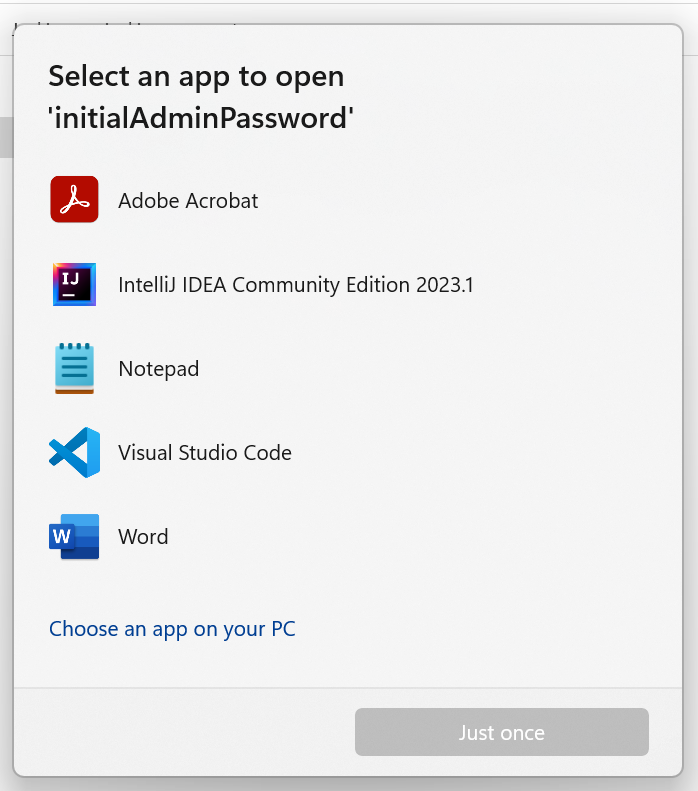 Select an app to open
'initialAdminPassword'
Adobe Acrobat
IJ
IntelliJ IDEA Community Edition 2023.1
Notepad
Visual Studio Code
W
Word
Choose an app on your PC
Just once